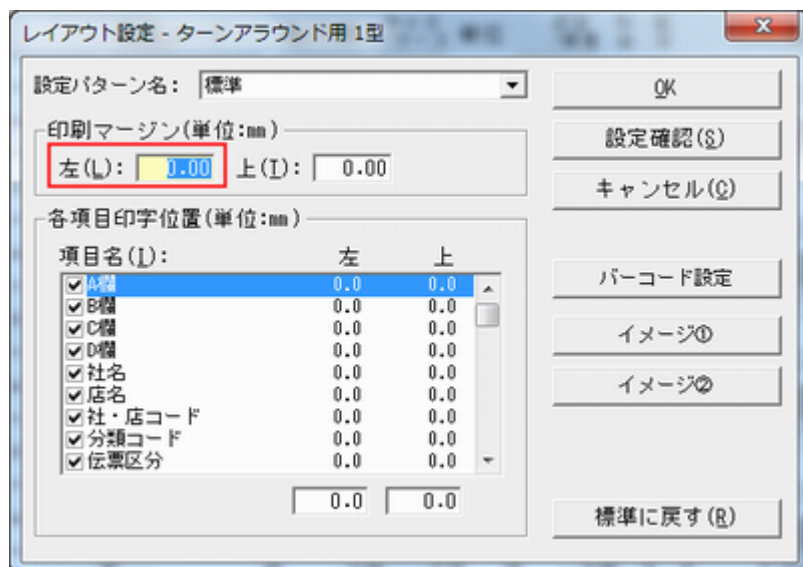 レイアウト設定 - ターンアラウンド用 1型
設定パターン名： 標準
OK
印刷マージン(単位:mm)
設定確認(S)
左(L)： 0.00 上(T)： 0.00
キャンセル(C)
各項目印字位置(単位:mm)
項目名(I)： 左 上
A欄 0.0 0.0
バーコード設定
B欄 0.0 0.0
C欄 0.0 0.0
イメージ①
D欄 0.0 0.0
社名 0.0 0.0
イメージ②
店名 0.0 0.0
社・店コード 0.0 0.0
分類コード 0.0 0.0
伝票区分 0.0 0.0
0.0 0.0
標準に戻す(R)